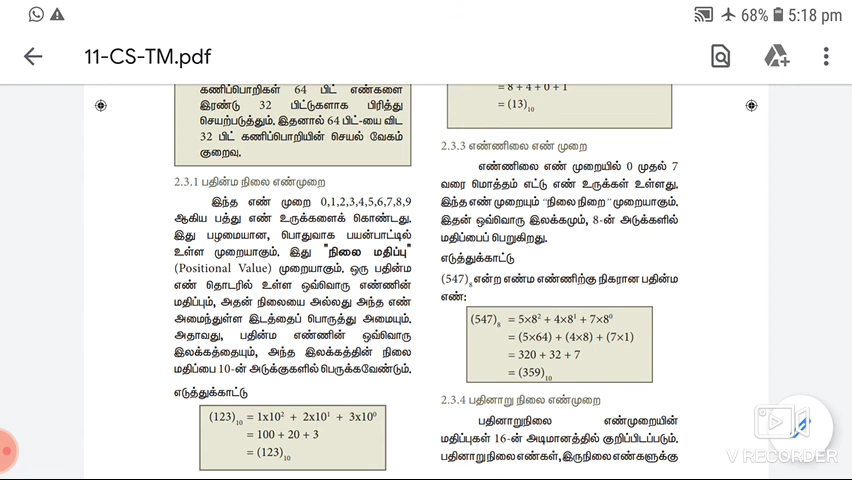 68% 5:18 pm
11-CS-TM.pdf
கணிப்பொறிகள் 64 பிட் எண்களை
இரண்டு 32 பிட்டுகளாக பிரித்து
செயற்படுத்தும். இதனால் 64 பிட்-யை விட
32 பிட் கணிப்பொறியின் செயல் வேகம்
குறைவு.
2.3.1 பதின்ம நிலை எண்முறை
இந்த எண் முறை 0,1,2,3,4,5,6,7,8,9
ஆகிய பத்து எண் உருக்களைக் கொண்டது.
இது பழமையான, பொதுவாக பயன்பாட்டில்
உள்ள முறையாகும். இது "நிலை மதிப்பு"
(Positional Value) முறையாகும். ஒரு பதின்ம
எண் தொடரில் உள்ள ஒவ்வொரு எண்ணின்
மதிப்பும், அதன் நிலையை அல்லது அந்த எண்
அமைந்துள்ள இடத்தைப் பொருத்து அமையும்.
அதாவது, பதின்ம எண்ணின் ஒவ்வொரு
இலக்கத்தையும், அந்த இலக்கத்தின் நிலை
மதிப்பை 10-ன் அடுக்குகளில் பெருக்கவேண்டும்.
எடுத்துக்காட்டு
(123)₁₀ = 1x10² + 2x10¹ + 3x10⁰
= 100 + 20 + 3
= (123)₁₀
= 8 + 4 + 0 + 1
= (13)₁₀
2.3.3 எண்ணிலை எண் முறை
எண்ணிலை எண் முறையில் 0 முதல் 7
வரை மொத்தம் எட்டு எண் உருக்கள் உள்ளது.
இந்த எண் முறையும் "நிலை நிறை" முறையாகும்.
இதன் ஒவ்வொரு இலக்கமும், 8-ன் அடுக்களில்
மதிப்பைப் பெறுகிறது.
எடுத்துக்காட்டு
(547)₈ என்ற எண்ம எண்ணிற்கு நிகரான பதின்ம
எண்:
(547)₈ = 5×8² + 4×8¹ + 7×8⁰
= (5×64) + (4×8) + (7×1)
= 320 + 32 + 7
= (359)₁₀
2.3.4 பதினாறு நிலை எண்முறை
பதினாறுநிலை எண்முறையின்
மதிப்புகள் 16-ன் அடிமானத்தில் குறிப்பிடப்படும்.
பதினாறு நிலை எண்கள், இருநிலை எண்களுக்கு
V RECORDER